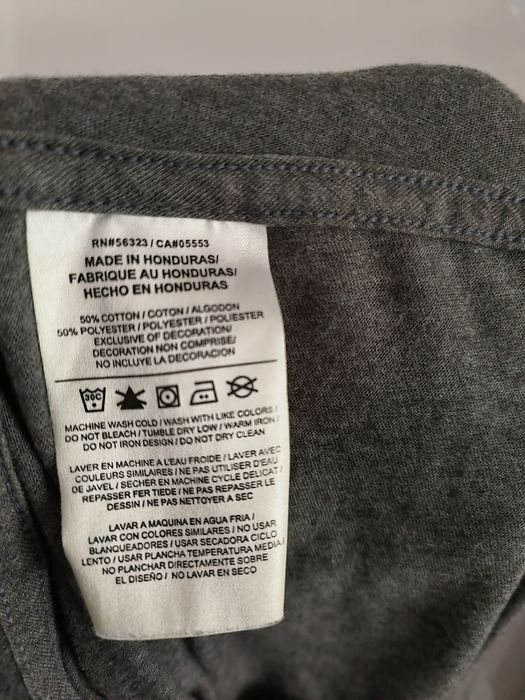 RN#56323 / CA#05553
MADE IN HONDURAS/
FABRIQUE AU HONDURAS/
HECHO EN HONDURAS
50% COTTON / COTON / ALGODON
50% POLYESTER / POLYESTER / POLIESTER
EXCLUSIVE OF DECORATION/
DECORATION NON COMPRISE/
NO INCLUYE LA DECORACION
30C
MACHINE WASH COLD / WASH WITH LIKE COLORS /
DO NOT BLEACH / TUMBLE DRY LOW / WARM IRON /
DO NOT IRON DESIGN / DO NOT DRY CLEAN
LAVER EN MACHINE A L'EAU FROIDE / LAVER AVEC
COULEURS SIMILAIRES / NE PAS UTILISER D'EAU
DE JAVEL / SECHER EN MACHINE CYCLE DELICAT /
REPASSER FER TIEDE / NE PAS REPASSER LE
DESSIN / NE PAS NETTOYER A SEC
LAVAR A MAQUINA EN AGUA FRIA /
LAVAR CON COLORES SIMILARES / NO USAR
BLANQUEADORES / USAR SECADORA CICLO
LENTO / USAR PLANCHA TEMPERATURA MEDIA /
NO PLANCHAR DIRECTAMENTE SOBRE
EL DISEÑO / NO LAVAR EN SECO